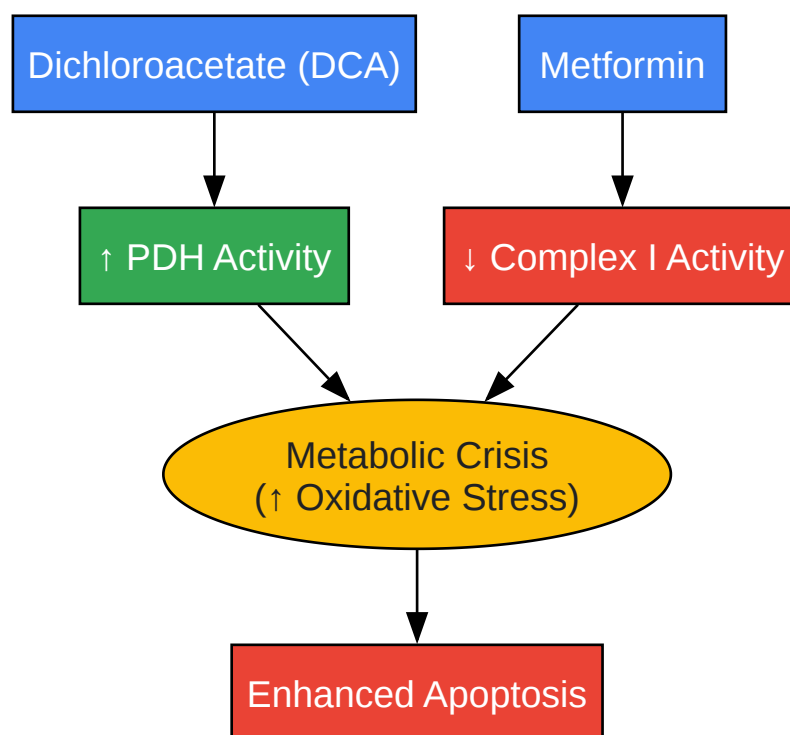 Dichloroacetate (DCA)
Metformin
↑ PDH Activity
↓ Complex I Activity
Metabolic Crisis
(↑ Oxidative Stress)
Enhanced Apoptosis